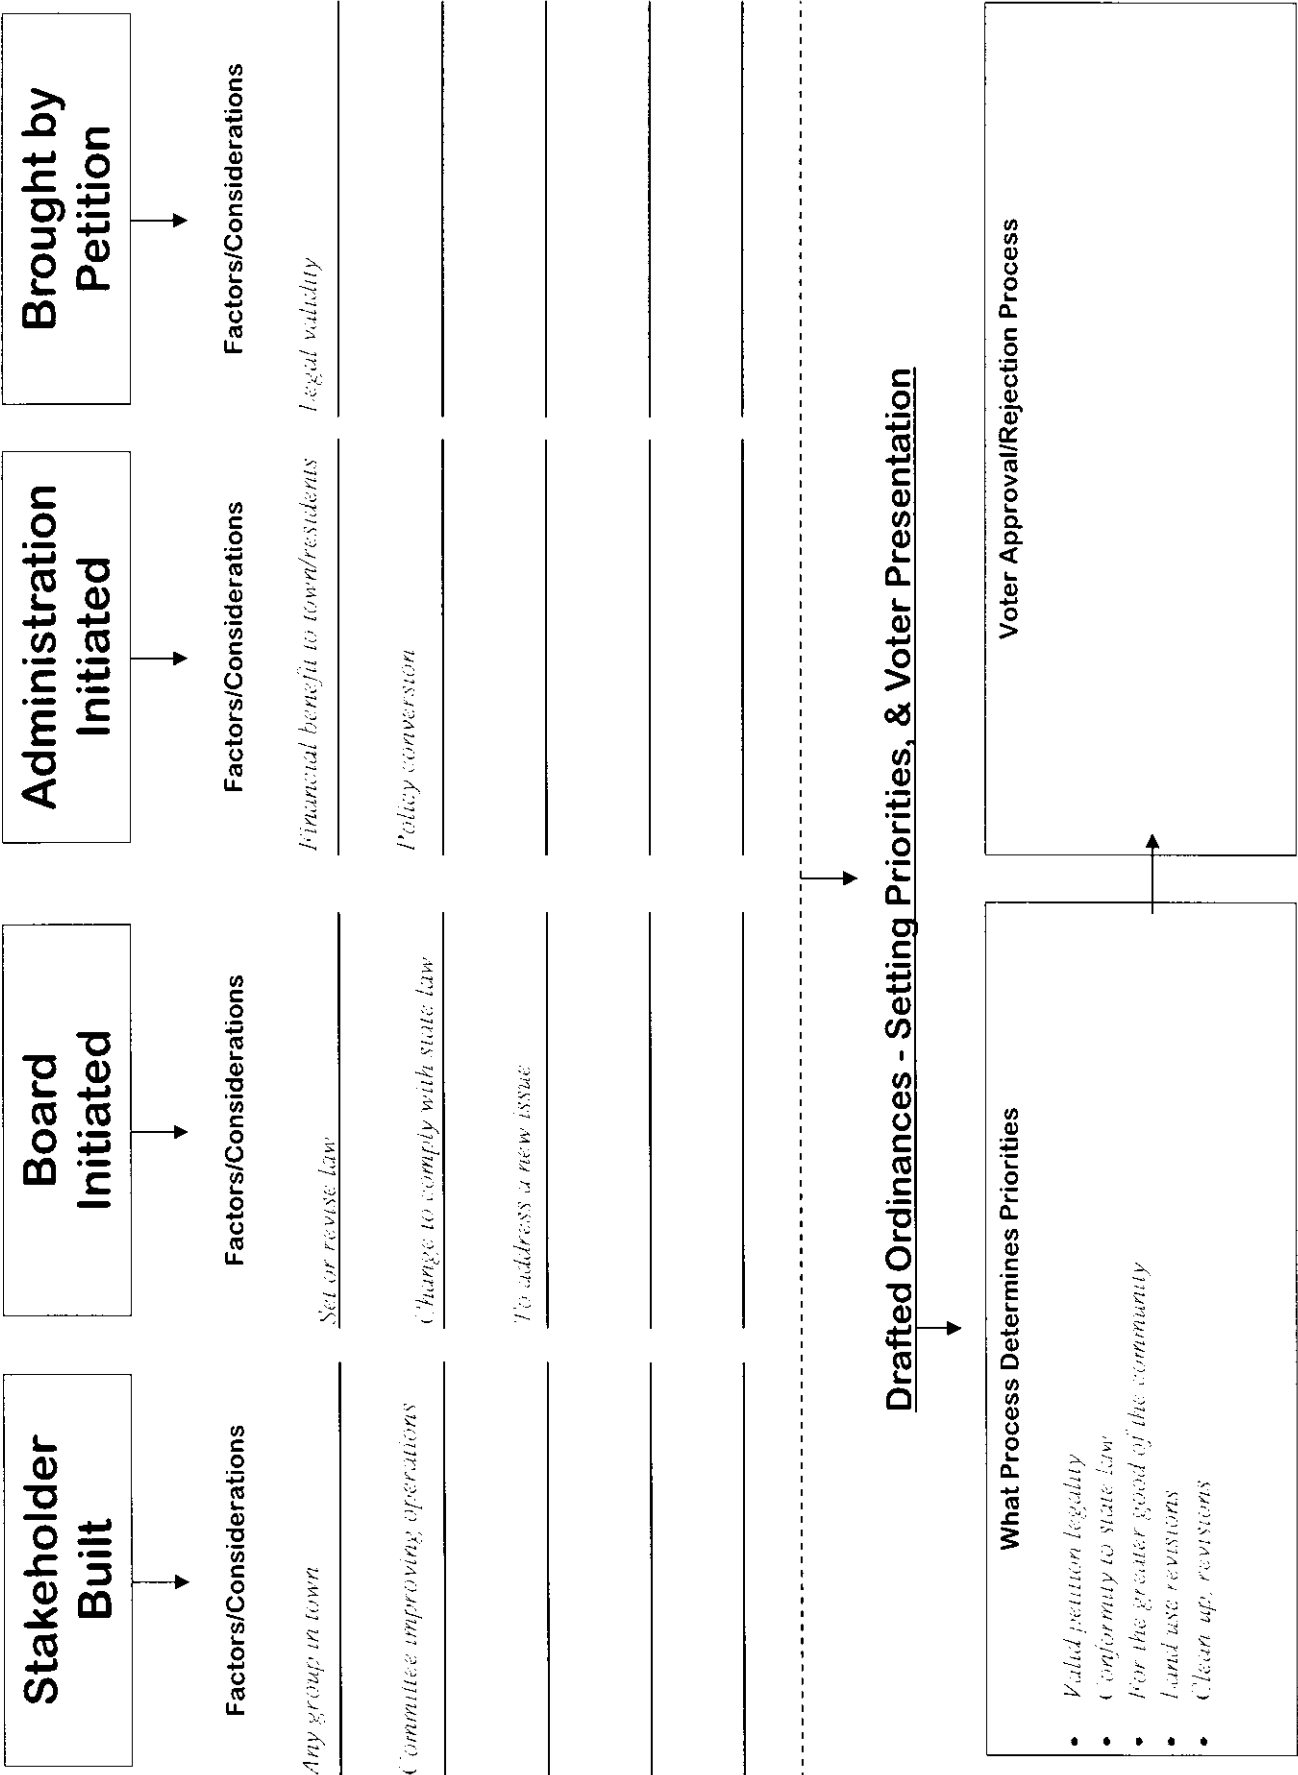 Stakeholder
Built
Board
Initiated
Administration
Initiated
Brought by
Petition
Factors/Considerations
Factors/Considerations
Factors/Considerations
Factors/Considerations
Any group in town
Set or revise law
Financial benefit to town/residents
Legal validity
Committee improving operations
Change to comply with state law
Policy conversion
To address a new issue
Drafted Ordinances - Setting Priorities, & Voter Presentation
What Process Determines Priorities
• Valid petition legality
• Conformity to state law
• For the greater good of the community
• Land use revisions
• Clean up, revisions
Voter Approval/Rejection Process